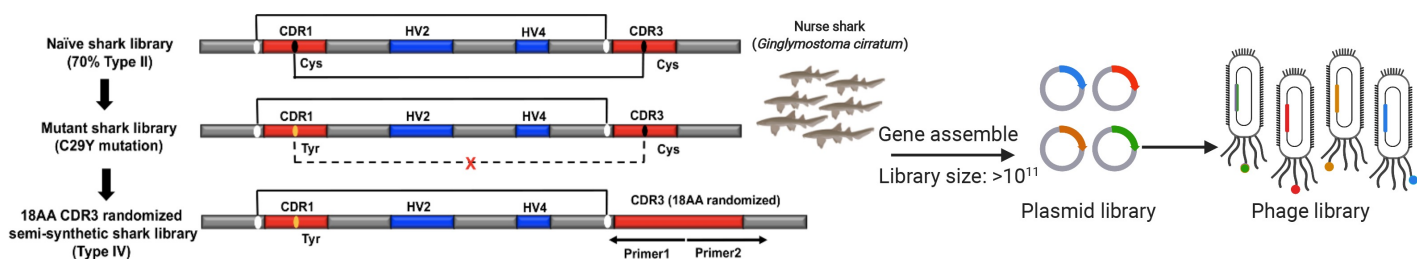 Naïve shark library
(70% Type II)
CDR1
HV2
HV4
CDR3
Cys
Cys
Mutant shark library
(C29Y mutation)
CDR1
HV2
HV4
CDR3
Tyr
X
Cys
18AA CDR3 randomized
semi-synthetic shark library
(Type IV)
CDR1
HV2
HV4
CDR3 (18AA randomized)
Tyr
Primer1
Primer2
Nurse shark
(Ginglymostoma cirratum)
Gene assemble
Library size: >10¹¹
Plasmid library
Phage library